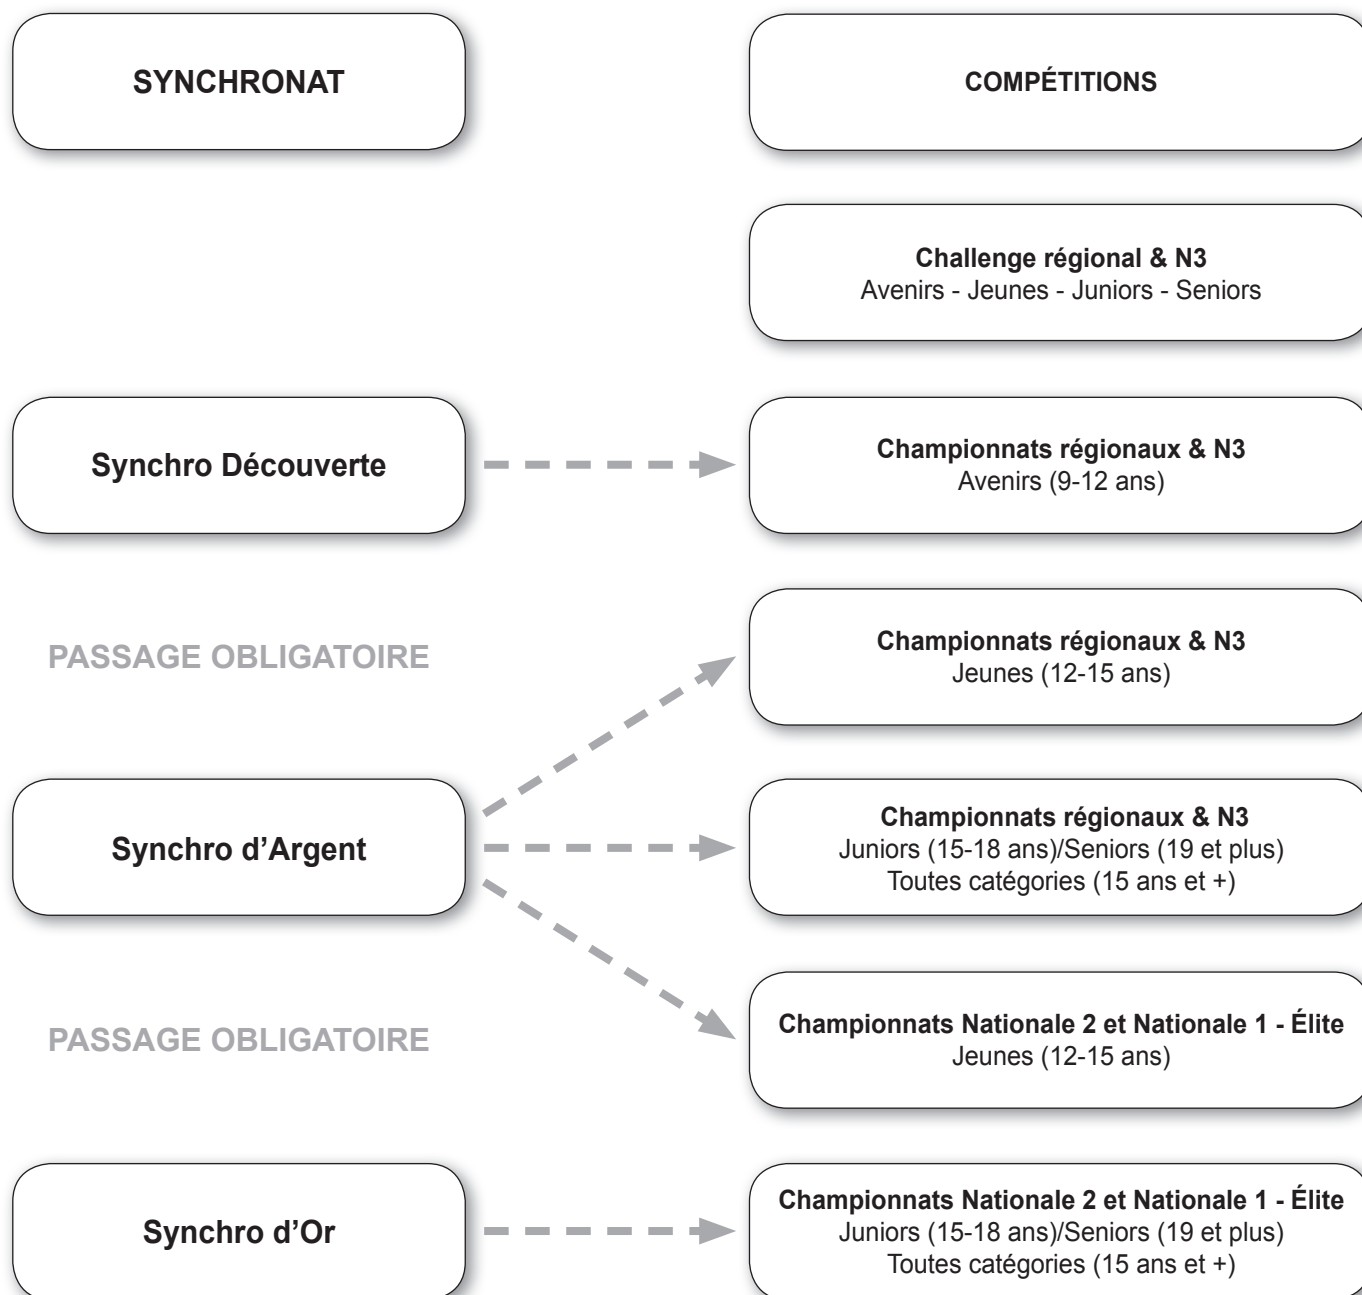 SYNCHRONAT
COMPÉTITIONS
Challenge régional & N3
Avenirs - Jeunes - Juniors - Seniors
Synchro Découverte
Championnats régionaux & N3
Avenirs (9-12 ans)
PASSAGE OBLIGATOIRE
Championnats régionaux & N3
Jeunes (12-15 ans)
Synchro d’Argent
Championnats régionaux & N3
Juniors (15-18 ans)/Seniors (19 et plus)
Toutes catégories (15 ans et +)
PASSAGE OBLIGATOIRE
Championnats Nationale 2 et Nationale 1 - Élite
Jeunes (12-15 ans)
Synchro d’Or
Championnats Nationale 2 et Nationale 1 - Élite
Juniors (15-18 ans)/Seniors (19 et plus)
Toutes catégories (15 ans et +)